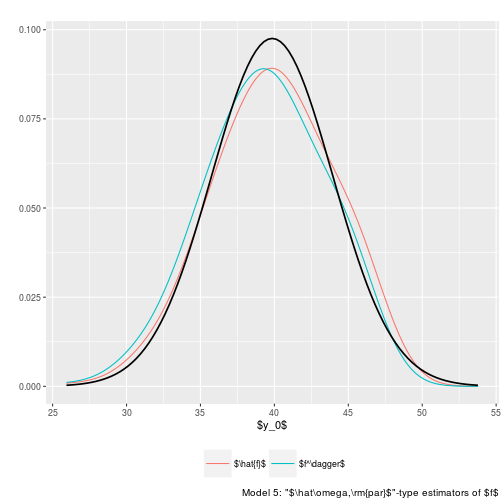 0.100
0.075
0.050
0.025
0.000
25 30 35 40 45 50 55
$y_0$
$\hat{f}$ $f^\dagger$
Model 5: "$\hat\omega,\rm{par}$"-type estimators of $f$